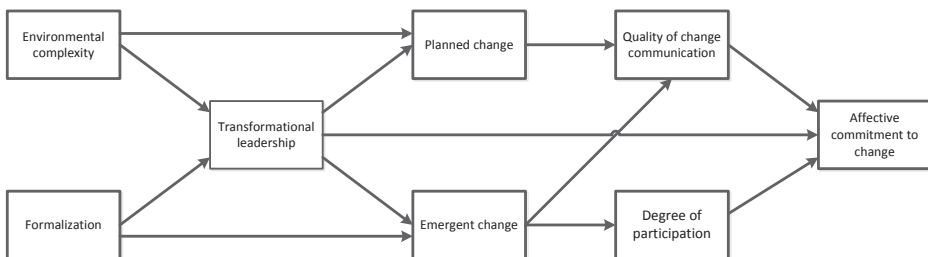 Environmental
complexity
Planned change
Quality of change
communication
Transformational
leadership
Affective
commitment to
change
Formalization
Emergent change
Degree of
participation